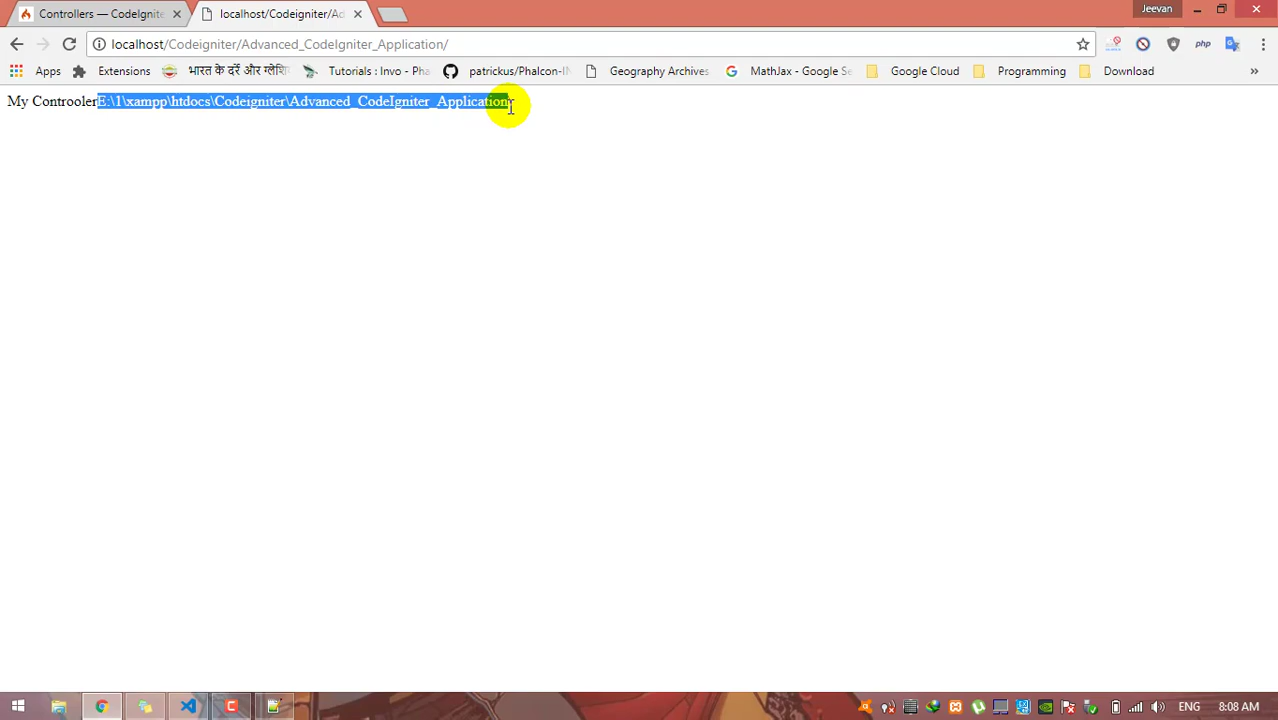 Controllers — CodeIgnite
localhost/Codeigniter/Ad
Jeevan
localhost/Codeigniter/Advanced_CodeIgniter_Application/
php
Apps
Extensions
भारत के दर्रे और ग्लेशि
Tutorials : Invo - Pha
patrickus/Phalcon-IN
Geography Archives
MathJax - Google Se
Google Cloud
Programming
Download
»
My ControolerE:\1\xampp\htdocs\Codeigniter\Advanced_CodeIgniter_Application\
ENG
8:08 AM